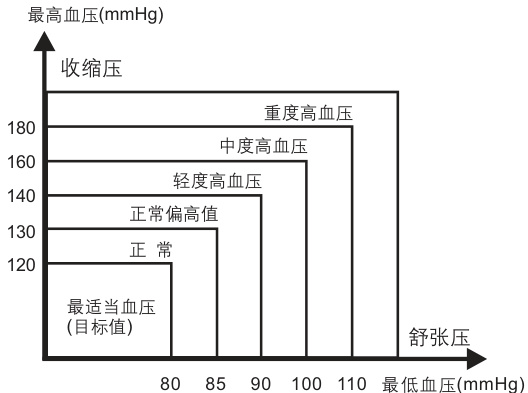 最高血压(mmHg)
收缩压
重度高血压
180
中度高血压
160
轻度高血压
140
正常偏高值
130
正 常
120
最适当血压
(目标值)
舒张压
80 85 90 100 110 最低血压(mmHg)